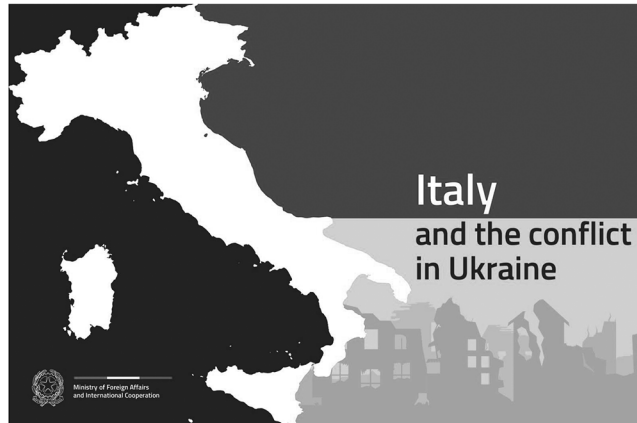 Italy
and the conflict
in Ukraine
Ministry of Foreign Affairs
and International Cooperation